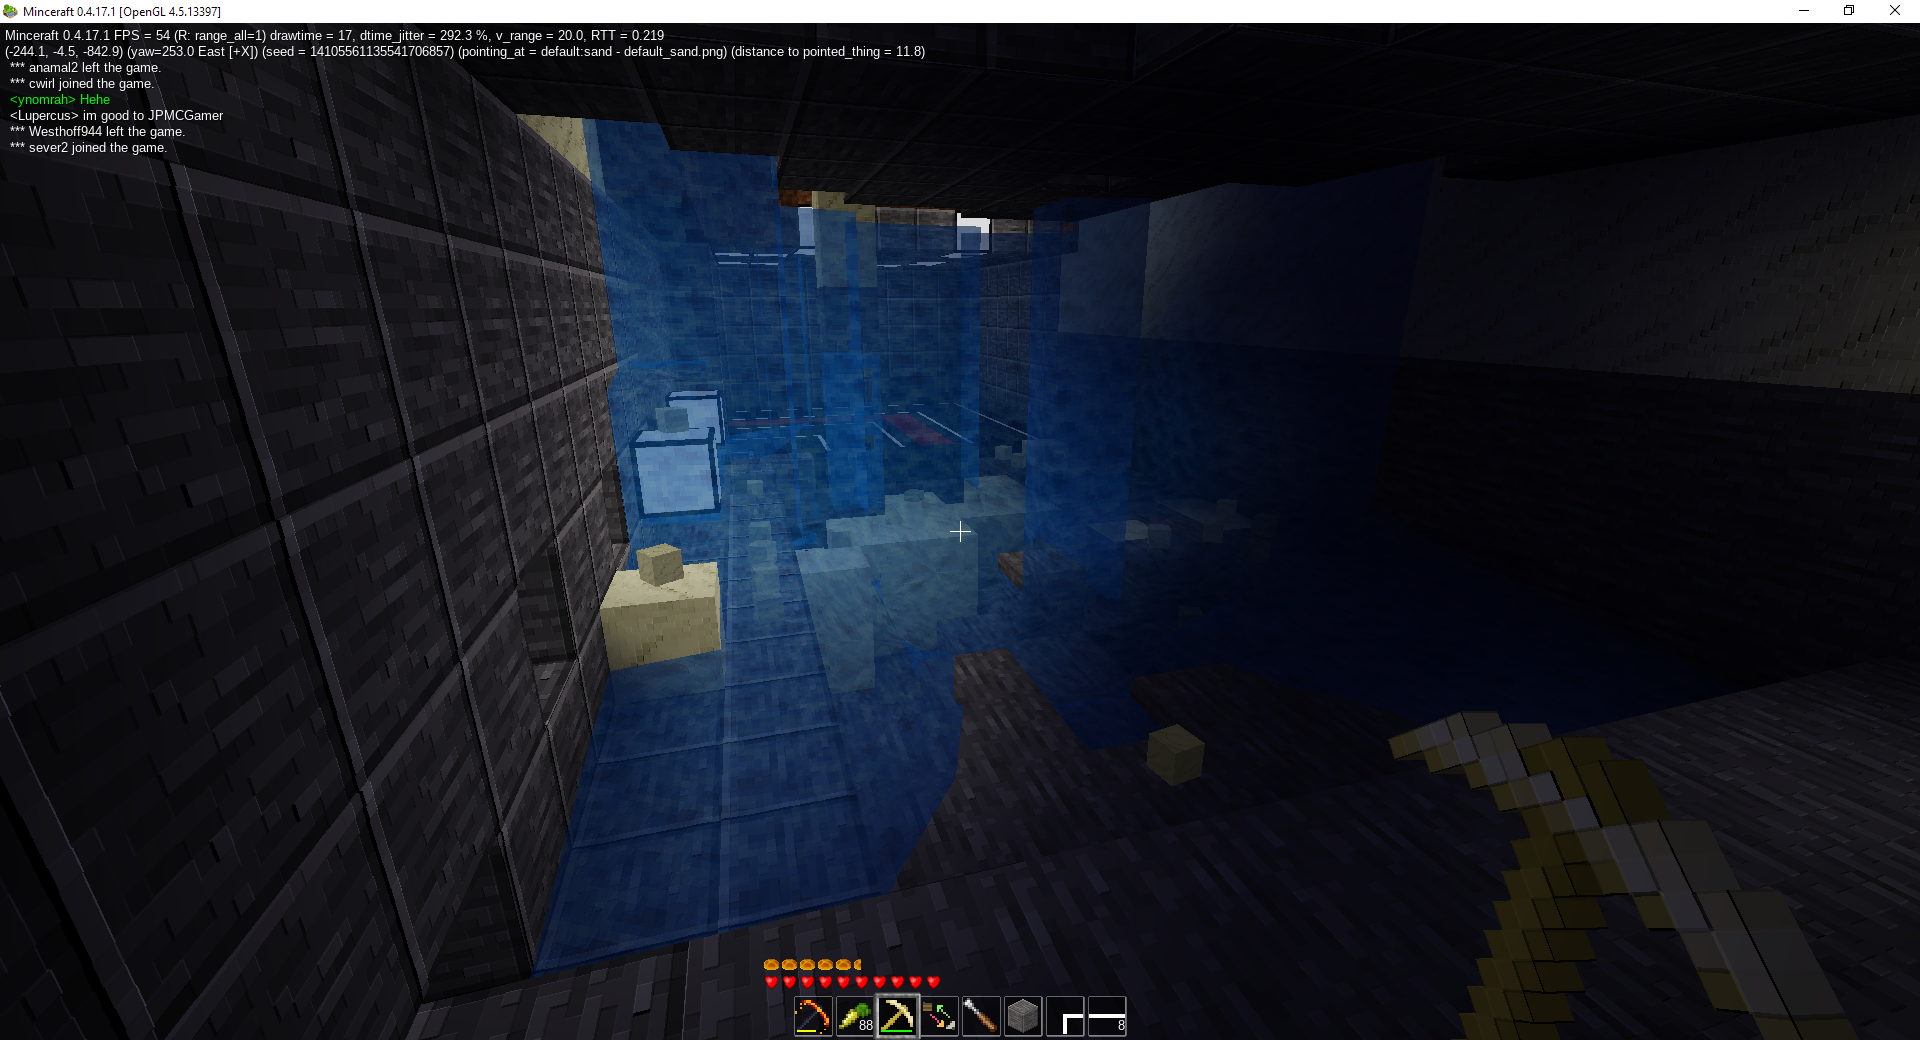 Minceraft 0.4.17.1 [OpenGL 4.5.13397]
Minceraft 0.4.17.1 FPS = 54 (R: range_all=1) drawtime = 17, dtime_jitter = 292.3 %, v_range = 20.0, RTT = 0.219
(-244.1, -4.5, -842.9) (yaw=253.0 East [+X]) (seed = 14105561135541706857) (pointing_at = default:sand - default_sand.png) (distance to pointed_thing = 11.8)
*** anamal2 left the game.
*** cwirl joined the game.
<ynomrah> Hehe
<Lupercus> im good to JPMCGamer
*** Westhoff944 left the game.
*** sever2 joined the game.
88
8